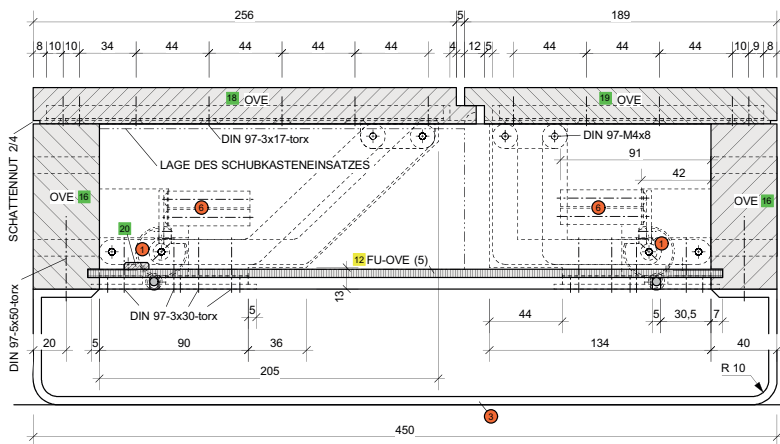 256 5 189
8 10 10 34 44 44 44 44 4 12 5 44 44 44 10 9 8
18 OVE 19 OVE
DIN 97-3x17-torx DIN 97-M4x8
LAGE DES SCHUBKASTENEINSATZES 91
42
SCHATTENNUT 2/4
OVE 16 6 6 OVE 16
20
1 1
12 FU-OVE (5)
13
DIN 97-5x50-torx
DIN 97-3x30-torx 5 44 5 30,5 7
20 5 90 36 134 40
205
R 10
3
450